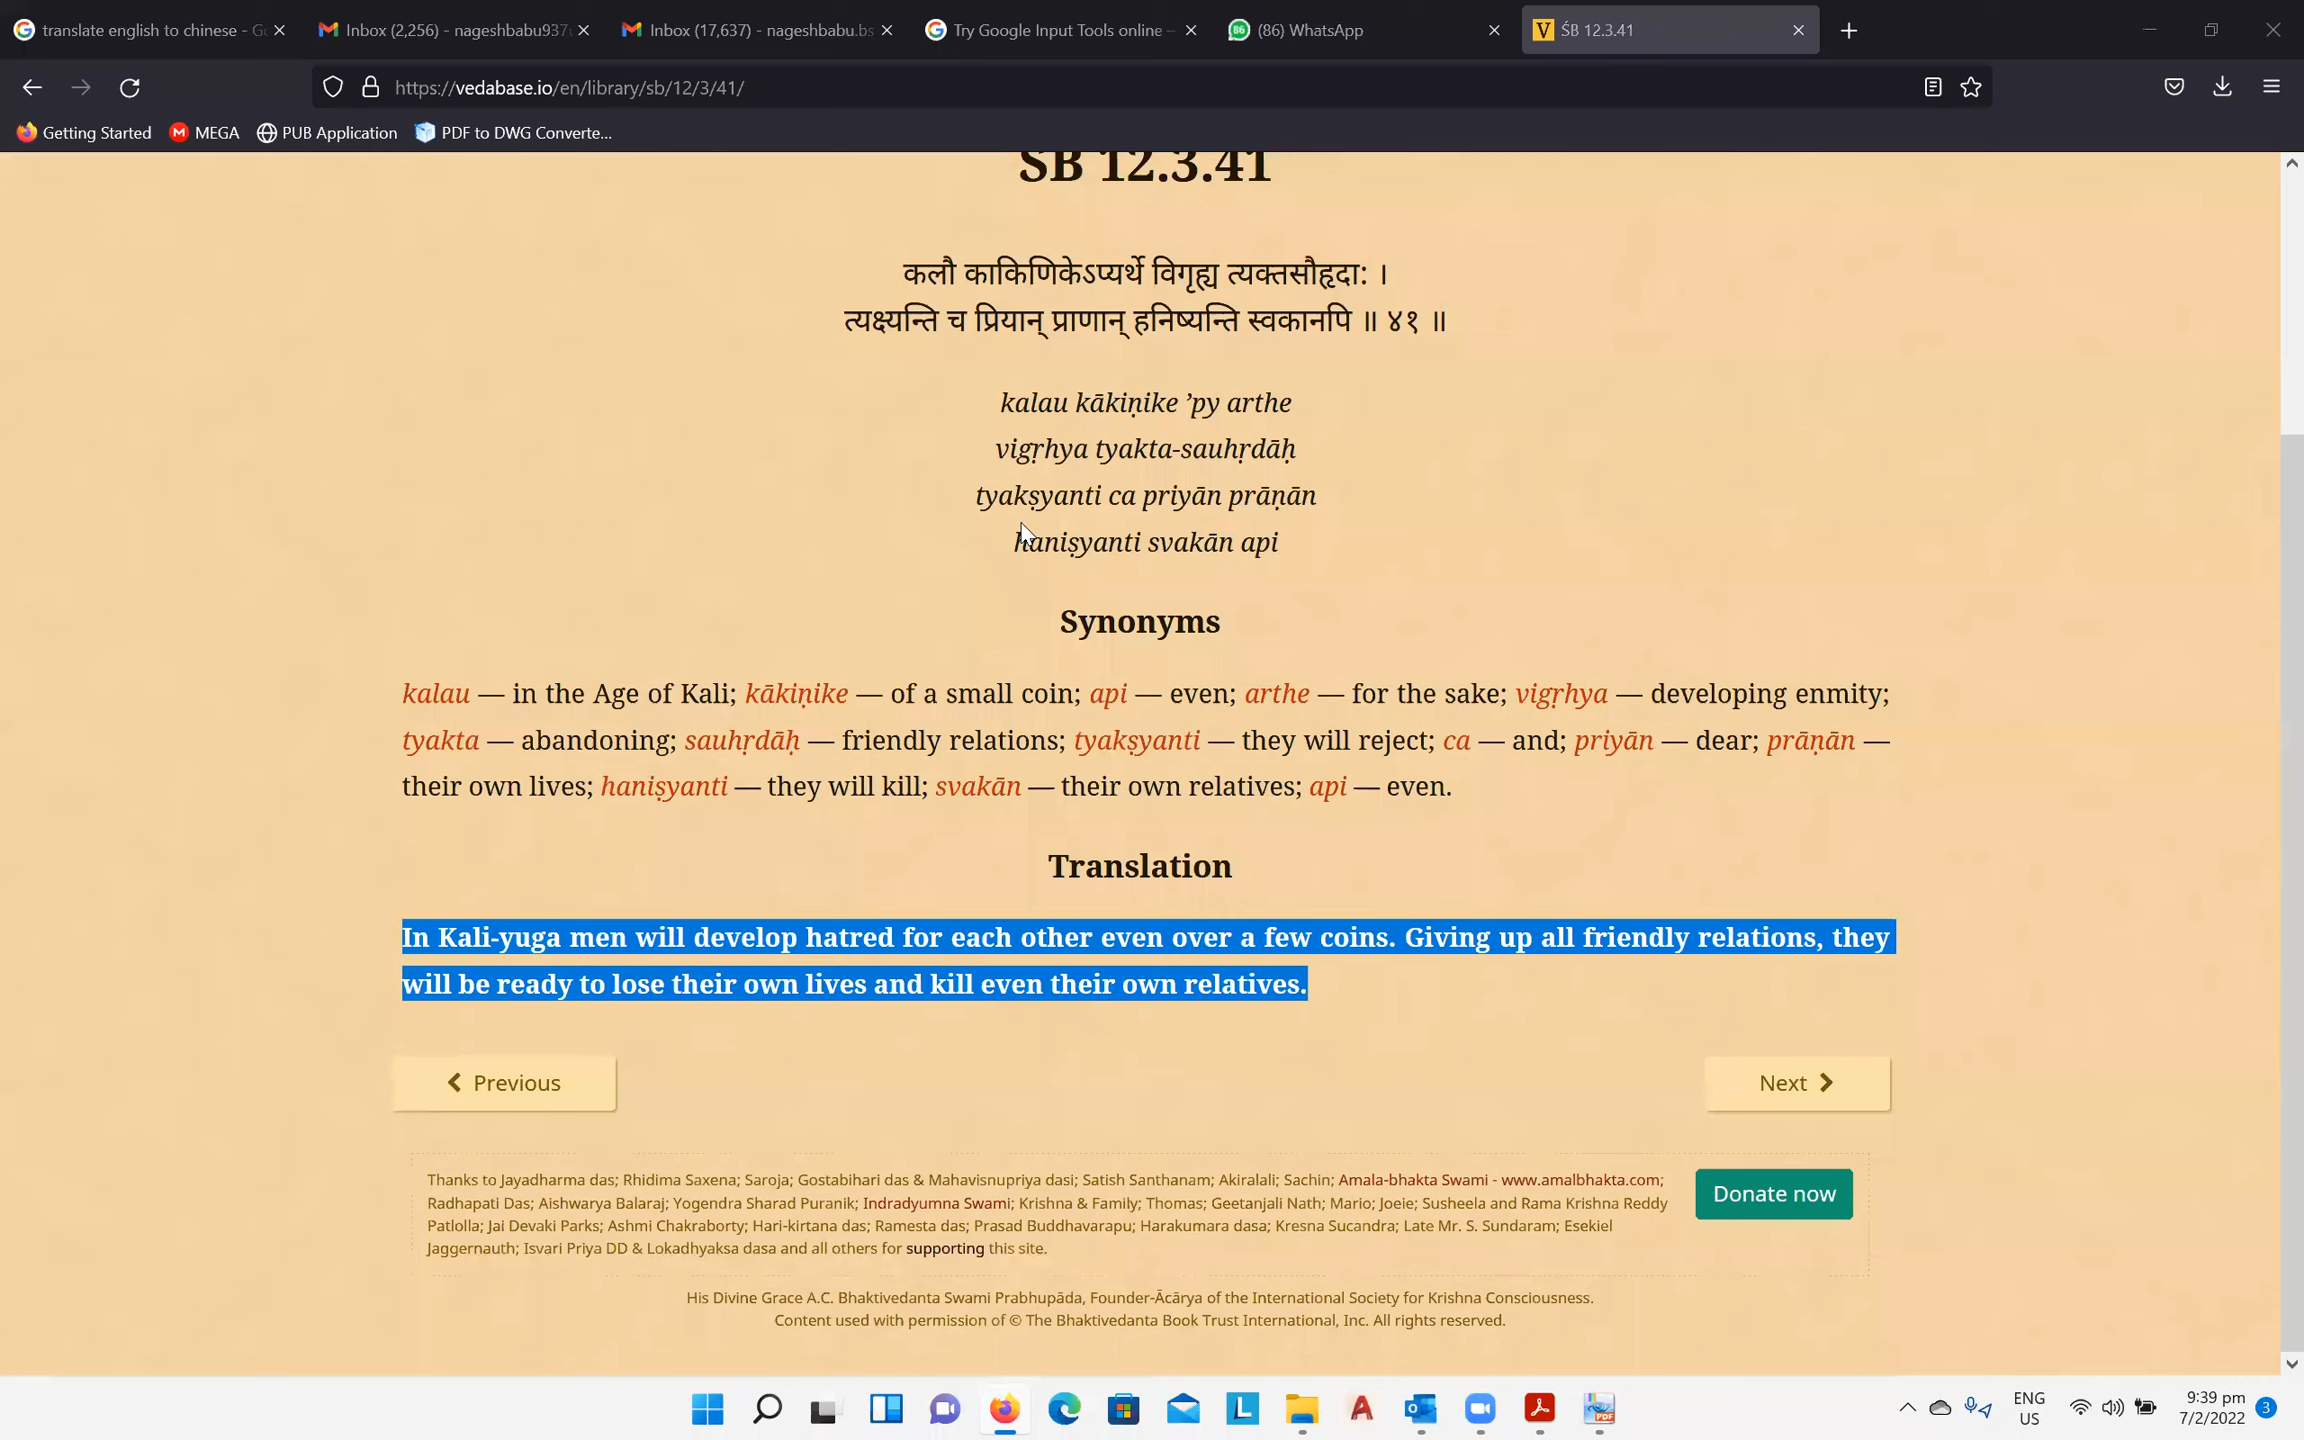 translate english to chinese - Go
Inbox (2,256) - nageshbabu937
Inbox (17,637) - nageshbabu.bs
Try Google Input Tools online –
(86) WhatsApp
ŚB 12.3.41
https://vedabase.io/en/library/sb/12/3/41/
Getting Started
MEGA
PUB Application
PDF to DWG Converte...
ŚB 12.3.41
कलौ काकिणिकेऽप्यर्थे विगृह्य त्यक्तसौहृदा: ।
त्यक्ष्यन्ति च प्रियान् प्राणान् हनिष्यन्ति स्वकानपि ॥ ४१ ॥
kalau kākiṇike ’py arthe
vigṛhya tyakta-sauhṛdāḥ
tyakṣyanti ca priyān prāṇān
haniṣyanti svakān api
Synonyms
kalau — in the Age of Kali; kākiṇike — of a small coin; api — even; arthe — for the sake; vigṛhya — developing enmity;
tyakta — abandoning; sauhṛdāḥ — friendly relations; tyakṣyanti — they will reject; ca — and; priyān — dear; prāṇān —
their own lives; haniṣyanti — they will kill; svakān — their own relatives; api — even.
Translation
In Kali-yuga men will develop hatred for each other even over a few coins. Giving up all friendly relations, they
will be ready to lose their own lives and kill even their own relatives.
Previous
Next
Thanks to Jayadharma das; Rhidima Saxena; Saroja; Gostabihari das & Mahavisnupriya dasi; Satish Santhanam; Akiralali; Sachin; Amala-bhakta Swami - www.amalbhakta.com;
Radhapati Das; Aishwarya Balaraj; Yogendra Sharad Puranik; Indradyumna Swami; Krishna & Family; Thomas; Geetanjali Nath; Mario; Joeie; Susheela and Rama Krishna Reddy
Patlolla; Jai Devaki Parks; Ashmi Chakraborty; Hari-kirtana das; Ramesta das; Prasad Buddhavarapu; Harakumara dasa; Kresna Sucandra; Late Mr. S. Sundaram; Esekiel
Jaggernauth; Isvari Priya DD & Lokadhyaksa dasa and all others for supporting this site.
Donate now
His Divine Grace A.C. Bhaktivedanta Swami Prabhupāda, Founder-Ācārya of the International Society for Krishna Consciousness.
Content used with permission of © The Bhaktivedanta Book Trust International, Inc. All rights reserved.
ENG
US
9:39 pm
7/2/2022
3